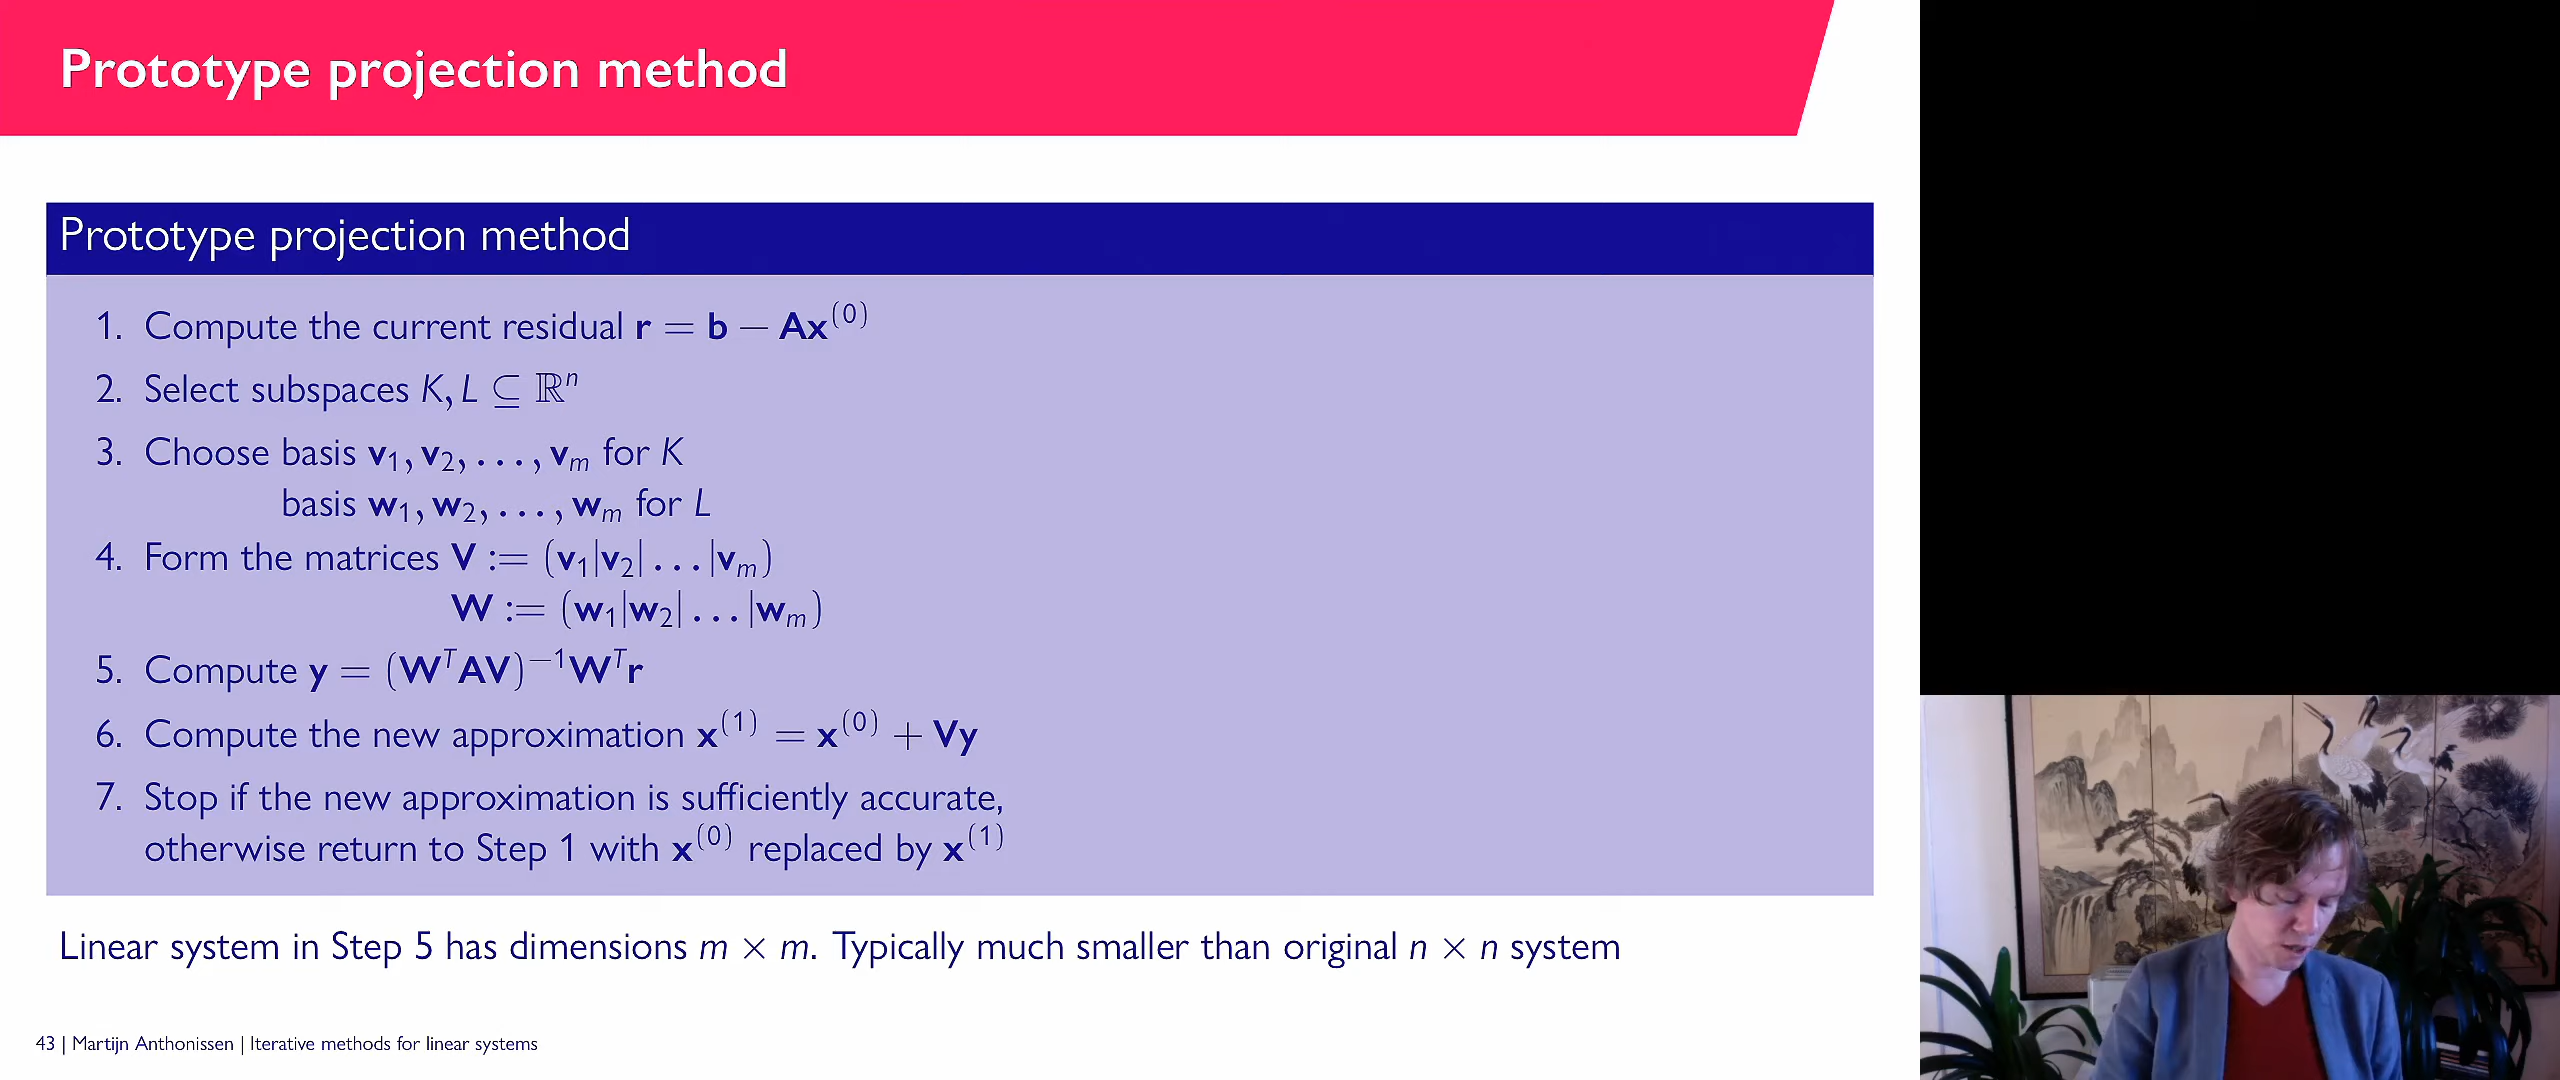 Prototype projection method
Prototype projection method
1. Compute the current residual r = b − Ax⁽⁰⁾
2. Select subspaces K, L ⊆ ℝⁿ
3. Choose basis v₁, v₂, . . . , vₘ for K
basis w₁, w₂, . . . , wₘ for L
4. Form the matrices V := (v₁|v₂| . . . |vₘ)
W := (w₁|w₂| . . . |wₘ)
5. Compute y = (WᵀAV)⁻¹Wᵀr
6. Compute the new approximation x⁽¹⁾ = x⁽⁰⁾ + Vy
7. Stop if the new approximation is sufficiently accurate,
otherwise return to Step 1 with x⁽⁰⁾ replaced by x⁽¹⁾
Linear system in Step 5 has dimensions m × m. Typically much smaller than original n × n system
43 | Martijn Anthonissen | Iterative methods for linear systems